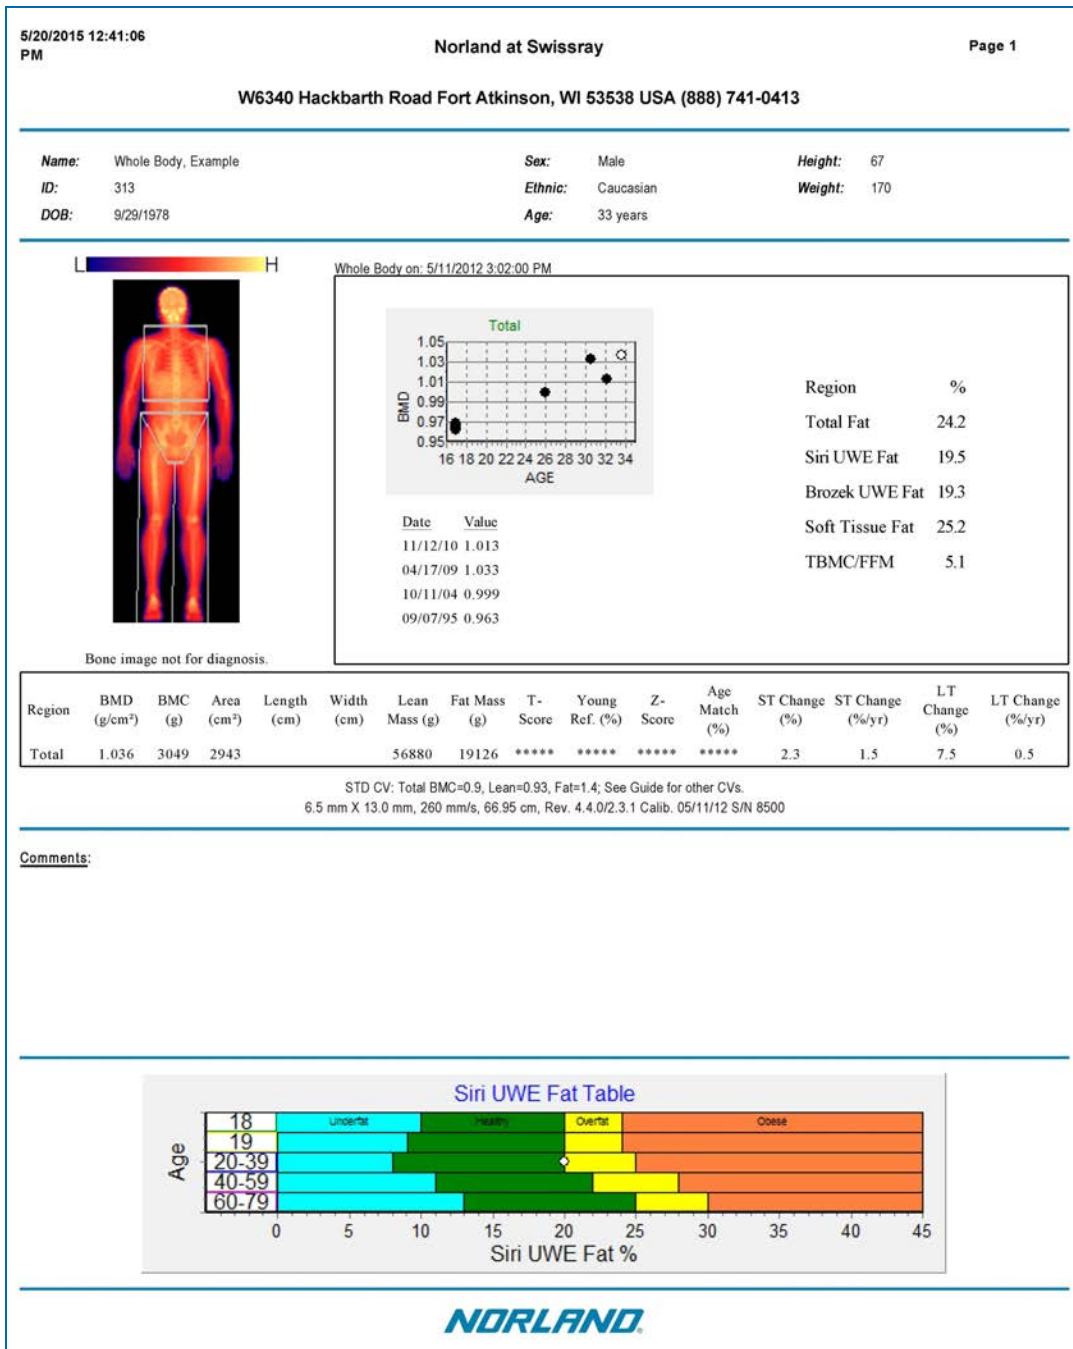 5/20/2015 12:41:06 PM
Norland at Swissray
Page 1
W6340 Hackbarth Road Fort Atkinson, WI 53538 USA (888) 741-0413
Name: Whole Body, Example Sex: Male Height: 67
ID: 313 Ethnic: Caucasian Weight: 170
DOB: 9/29/1978 Age: 33 years
L H
Whole Body on: 5/11/2012 3:02:00 PM
Total
1.05
1.03
1.01
0.99
0.97
0.95
BMD
16 18 20 22 24 26 28 30 32 34
AGE
Date Value
11/12/10 1.013
04/17/09 1.033
10/11/04 0.999
09/07/95 0.963
Region %
Total Fat 24.2
Siri UWE Fat 19.5
Brozek UWE Fat 19.3
Soft Tissue Fat 25.2
TBMC/FFM 5.1
Bone image not for diagnosis.
Region BMD (g/cm²) BMC (g) Area (cm²) Length (cm) Width (cm) Lean Mass (g) Fat Mass (g) T-Score Young Ref. (%) Z-Score Age Match (%) ST Change (%) ST Change (%/yr) LT Change (%) LT Change (%/yr)
Total 1.036 3049 2943 56880 19126 ***** ***** ***** ***** 2.3 1.5 7.5 0.5
STD CV: Total BMC=0.9, Lean=0.93, Fat=1.4; See Guide for other CVs.
6.5 mm X 13.0 mm, 260 mm/s, 66.95 cm, Rev. 4.4.0/2.3.1 Calib. 05/11/12 S/N 8500
Comments:
Siri UWE Fat Table
Age
18 Underfat Healthy Overfat Obese
19
20-39
40-59
60-79
0 5 10 15 20 25 30 35 40 45
Siri UWE Fat %
NORLAND®